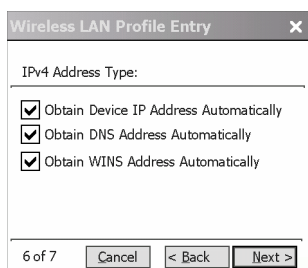 Wireless LAN Profile Entry
IPv4 Address Type:
Obtain Device IP Address Automatically
Obtain DNS Address Automatically
Obtain WINS Address Automatically
6 of 7 Cancel < Back Next >